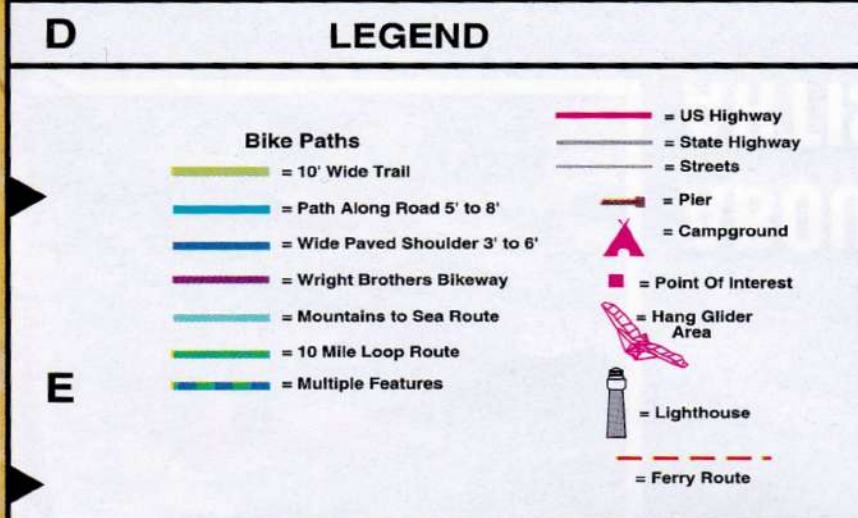 D
LEGEND
Bike Paths
= 10' Wide Trail
= Path Along Road 5' to 8'
= Wide Paved Shoulder 3' to 6'
= Wright Brothers Bikeway
= Mountains to Sea Route
= 10 Mile Loop Route
= Multiple Features
E
= US Highway
= State Highway
= Streets
= Pier
= Campground
= Point Of Interest
= Hang Glider
Area
= Lighthouse
= Ferry Route